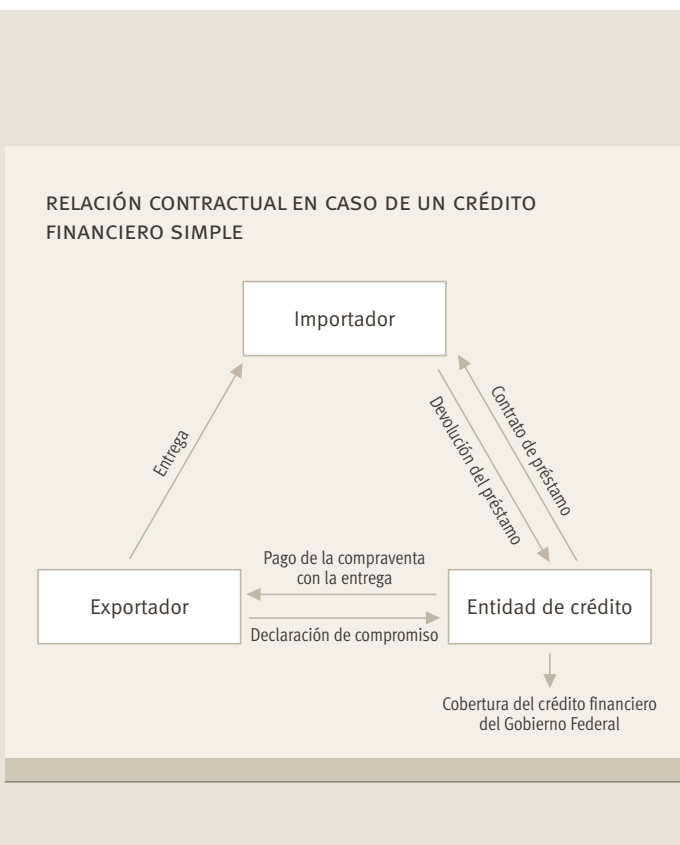 RELACIÓN CONTRACTUAL EN CASO DE UN CRÉDITO
FINANCIERO SIMPLE
Importador
Entrega
Devolución del préstamo
Contrato de préstamo
Pago de la compraventa
con la entrega
Exportador
Entidad de crédito
Declaración de compromiso
Cobertura del crédito financiero
del Gobierno Federal